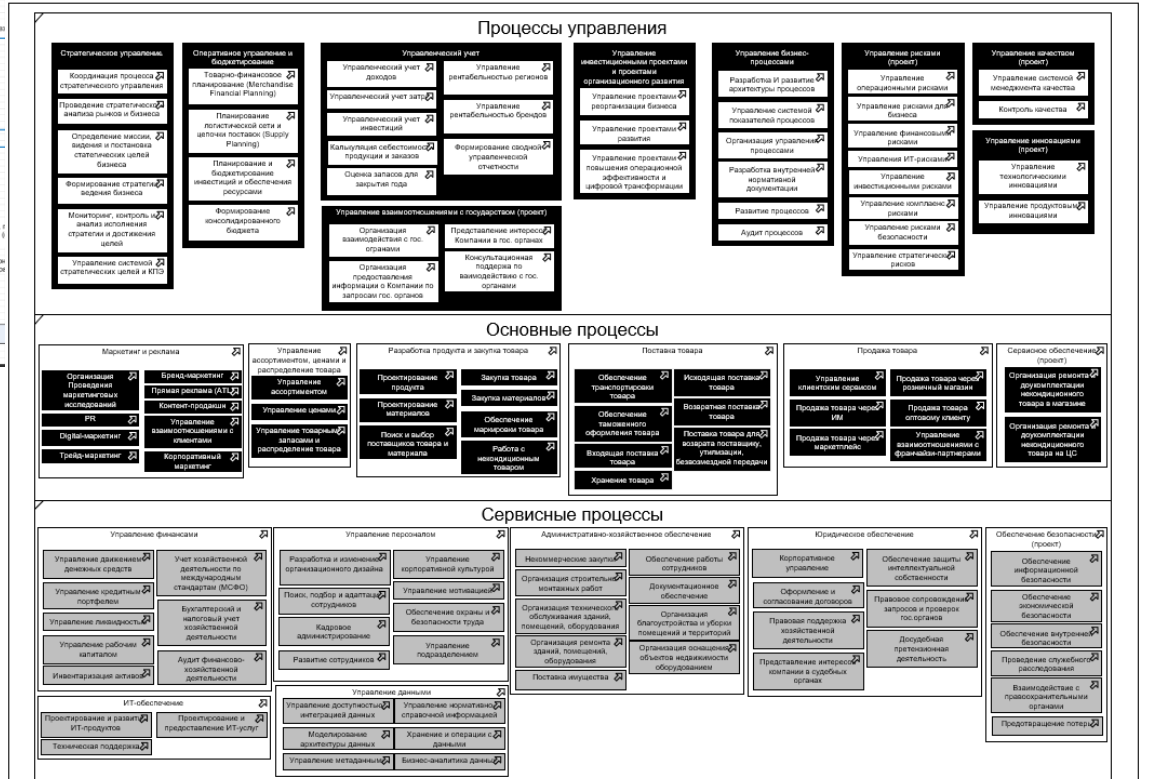 Процессы управления
Стратегическое управление
Координация процесса
стратегического управления
Проведение стратегическо
анализа рынков и бизнеса
Определение миссии,
видения и постановка
статегических целей
бизнеса
Формирование стратегии
ведения бизнеса
Мониторинг, контроль и
анализ исполнения
стратегии и достижения
целей
Управление системой
стратегических целей и КПЭ
Оперативное управление и
бюджетирование
Товарно-финансовое
планирование (Merchandise
Financial Planning)
Планирование
логистической сети и
цепочки поставок (Supply
Planning)
Планирование и
бюджетирование
инвестиций и обеспечения
ресурсами
Формирование
консолидированного
бюджета
Управленческий учет
Управленческий учет
доходов
Управленческий учет затр
Управленческий учет
инвестиций
Калькуляция себестоимос
продукции и заказов
Оценка запасов для
закрытия года
Управление
рентабельностью регионов
Управление
рентабельностью брендов
Формирование сводной
управленческой
отчетности
Управление взаимоотношениями с государством (проект)
Организация
взаимодействия с гос.
огранами
Организация
предоставления
информации о Компании по
запросам гос. органов
Представление интересо
Компании в гос. органах
Консультационная
поддержка по
ваимодействию с гос.
органами
Управление
инвестиционными проектами
и проектами
организационного развития
Управление проектами
реорганизации бизнеса
Управление проектами
развития
Управление проектами
повышения операционной
эффективности и
цифровой трансформации
Управление бизнес-
процессами
Разработка И развитие
архитектуры процессов
Управление системой
показателей процессов
Организация управления
процессами
Разработка внутренней
нормативной
документации
Развитие процессов
Аудит процессов
Управление рисками
(проект)
Управление
операционными рисками
Управление рисками для
бизнеса
Управление финансовыми
рисками
Управления ИТ-рисками
Управление
инвестиционными рисками
Управление комплаенс
рисками
Управление рисками
безопасности
Управление стратегическ
рисков
Управление качеством
(проект)
Управление системой
менеджмента качества
Контроль качества
Управление инновациями
(проект)
Управление
технологическими
инновациями
Управление продуктовым
инновациями
Основные процессы
Маркетинг и реклама
Организация
Проведения
маркетинговых
исследований
PR
Digital-маркетинг
Трейд-маркетинг
Бренд-маркетинг
Прямая реклама (ATL)
Контент-продакшн
Управление
взаимоотношения с
клиентами
Корпоративный
маркетинг
Управление
ассортиментом, ценами и
распределение товара
Управление
ассортиментом
Управление ценами
Управление товарным
запасами и
распределение товара
Разработка продукта и закупка товара
Проектирование
продукта
Проектирование
материалов
Поиск и выбор
поставщиков товара и
материала
Закупка товара
Закупка материалов
Обеспечение
маркировки товара
Работа с
некондиционным
товаром
Поставка товара
Обеспечение
транспортировки
товара
Обеспечение
таможенного
оформления товара
Входящая поставка
товара
Хранение товара
Исходящая поставка
товара
Возвратная поставка
товара
Поставка товара для
возврата поставщику,
утилизации,
безвозмездной передачи
Продажа товара
Управление
клиентским сервисом
Продажа товара через
ИМ
Продажа товара через
маркетплейс
Продажа товара через
розничный магазин
Продажа товара
оптовому клиенту
Управление
взаимоотношения с
франчайзи-партнерами
Сервисное обеспечение
(проект)
Организация ремонта
доукомплектации
некондиционного
товара в магазине
Организация ремонта
доукомплектации
некондиционного
товара на ЦС
Сервисные процессы
Управление финансами
Управление движением
денежных средств
Управление кредитным
портфелем
Управление ликвидность
Управление рабочим
капиталом
Инвентаризация активов
Учет хозяйственной
деятельности по
международным
стандартам (МСФО)
Бухгалтерский и
налоговый учет
хозяйственной
деятельности
Аудит финансово-
хозяйственной
деятельности
ИТ-обеспечение
Проектирование и развит
ИТ-продуктов
Техническая поддержка
Проектирование и
предоставление ИТ-услуг
Управление персоналом
Разработка и изменение
организационного дизайна
Поиск, подбор и адаптац
сотрудников
Кадровое
администрирование
Развитие сотрудников
Управление
корпоративной культурой
Управление мотивацией
Обеспечение охраны и
безопасности труда
Управление
подразделением
Управление данными
Управление доступностью
интеграцией данных
Моделирование
архитектуры данных
Управление метаданным
Управление нормативно
справочной информацией
Хранение и операции с
данными
Бизнес-аналитика данны
Административно-хозяйственное обеспечение
Некоммерческие закупки
Организация строительно
монтажных работ
Организация техническог
обслуживания зданий,
помещений, оборудования
Организация ремонта
зданий, помещений,
оборудования
Поставка имущества
Обеспечение работы
сотрудников
Документационное
обеспечение
Организация
благоустройства и уборки
помещений и территорий
Организация оснащения
объектов недвижимости
оборудованием
Юридическое обеспечение
Корпоративное
управление
Оформление и
согласование договоров
Правовая поддержка
хозяйственной
деятельности
Представление интересо
компании в судебных
органах
Обеспечение защиты
интеллектуальной
собственности
Правовое сопровождени
запросов и проверок
гос.органов
Досудебная
претензионная
деятельность
Обеспечение безопасност
(проект)
Обеспечение
информационной
безопасности
Обеспечение
экономической
безопасности
Обеспечение внутренне
безопасности
Проведение служебного
расследования
Взаимодействие с
правоохранительными
органами
Предотвращение потерь